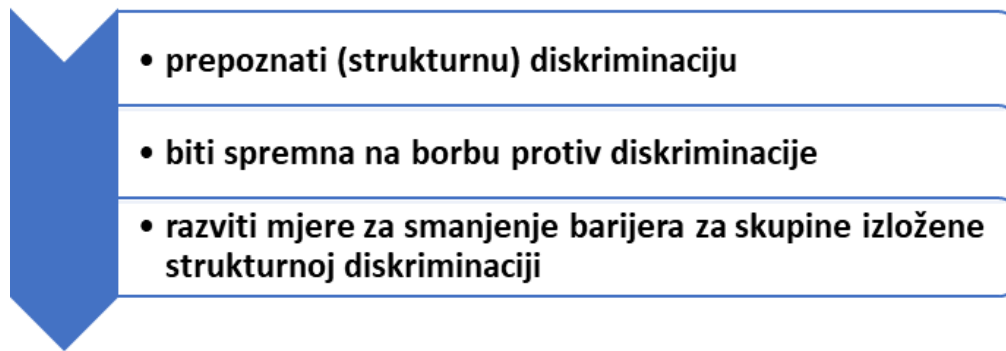 • prepoznati (strukturnu) diskriminaciju
• biti spremna na borbu protiv diskriminacije
• razviti mjere za smanjenje barijera za skupine izložene
strukturnoj diskriminaciji